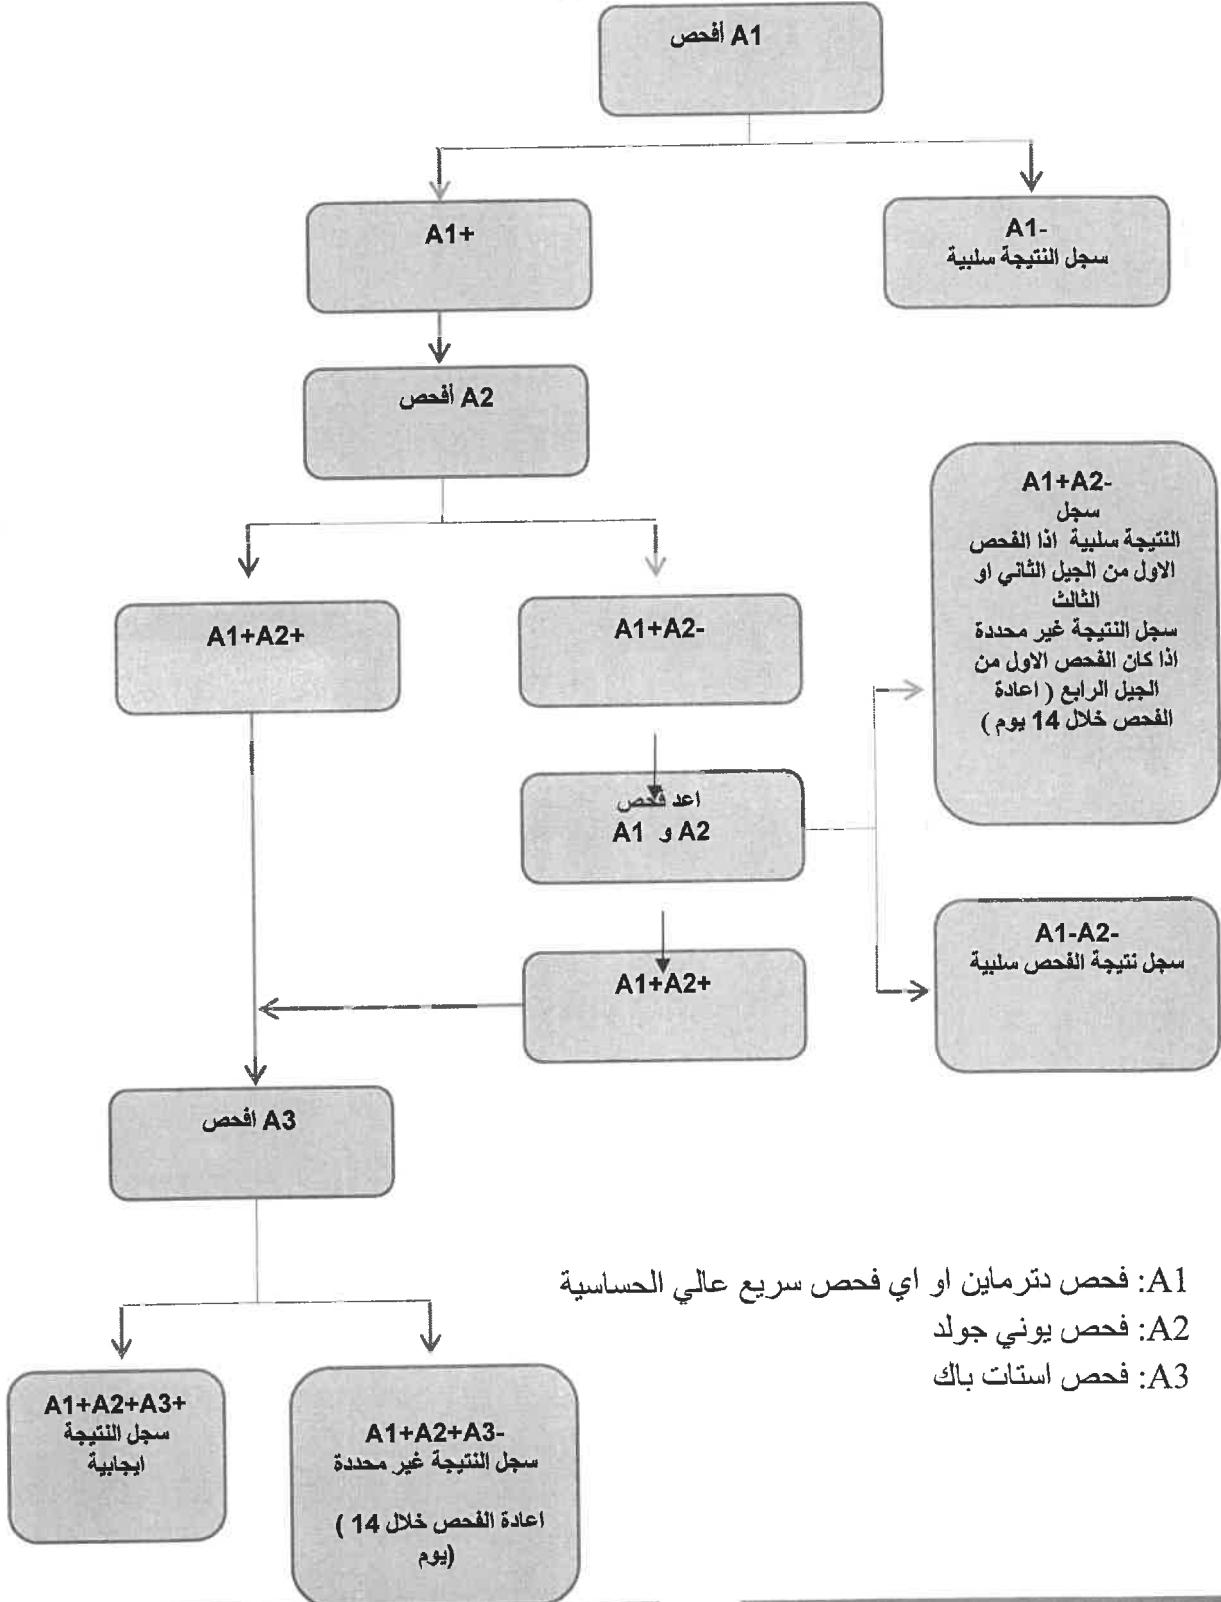 أفحص A1
A1+
A1-
سجل النتيجة سلبية
أفحص A2
A1+A2-
سجل
النتيجة سلبية اذا الفحص
الاول من الجيل الثاني او
الثالث
سجل النتيجة غير محددة
اذا كان الفحص الاول من
الجيل الرابع ( اعادة
الفحص خلال 14 يوم )
A1+A2+
A1+A2-
اعد فحص
A1 و A2
A1-A2-
سجل نتيجة الفحص سلبية
A1+A2+
افحص A3
A1: فحص دترماين او اي فحص سريع عالي الحساسية
A2: فحص يوني جولد
A3: فحص استات باك
A1+A2+A3+
سجل النتيجة
ايجابية
A1+A2+A3-
سجل النتيجة غير محددة
( اعادة الفحص خلال 14
يوم)